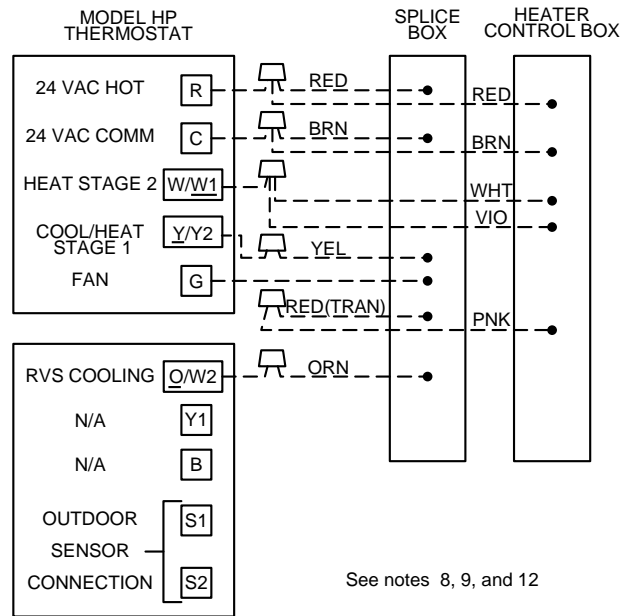 MODEL HP
THERMOSTAT
SPLICE
BOX
HEATER
CONTROL BOX
24 VAC HOT
R
RED
RED
24 VAC COMM
C
BRN
BRN
HEAT STAGE 2
W/W1
WHT
VIO
COOL/HEAT
STAGE 1
Y/Y2
YEL
FAN
G
RED(TRAN)
PNK
RVS COOLING
O/W2
ORN
N/A
Y1
N/A
B
OUTDOOR
S1
SENSOR
CONNECTION
S2
See notes 8, 9, and 12